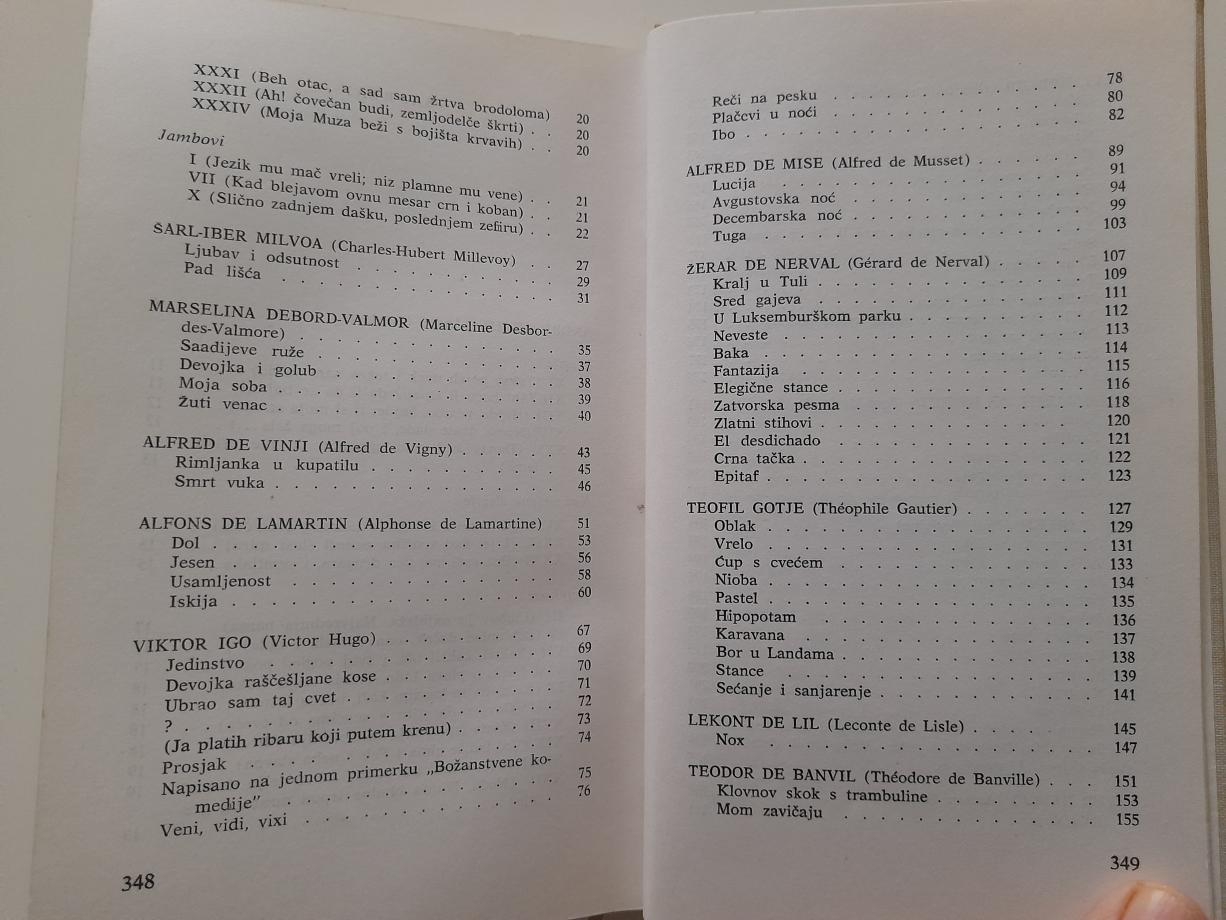 XXXI (Beh otac, a sad sam žrtva brodoloma) 20
XXXII (Ah! čovečan budi, zemljodelče škrti) . . 20
XXXIV (Moja Muza beži s bojišta krvavih) . . 20
Jambovi
I (Jezik mu mač vreli; niz plamne mu vene) . . 21
VII (Kad blejavom ovnu mesar crn i koban) . . 21
X (Slično zadnjem dašku, poslednjem zefiru) . . 22
ŠARL-IBER MILVOA (Charles-Hubert Millevoy) . . 27
Ljubav i odsutnost . . . . . . . . . 29
Pad lišća . . . . . . . . . . . . 31
MARSELINA DEBORD-VALMOR (Marceline Desbor-
des-Valmore) . . . . . . . . . . . 35
Saadijeve ruže . . . . . . . . . . 37
Devojka i golub . . . . . . . . . . 38
Moja soba . . . . . . . . . . . . 39
Žuti venac . . . . . . . . . . . . 40
ALFRED DE VINJI (Alfred de Vigny) . . . . . . 43
Rimljanka u kupatilu . . . . . . . . 45
Smrt vuka . . . . . . . . . . . . 46
ALFONS DE LAMARTIN (Alphonse de Lamartine) 51
Dol . . . . . . . . . . . . . . . 53
Jesen . . . . . . . . . . . . . . 56
Usamljenost . . . . . . . . . . . 58
Iskija . . . . . . . . . . . . . . 60
VIKTOR IGO (Victor Hugo) . . . . . . . . . 67
Jedinstvo . . . . . . . . . . . . 69
Devojka raščešljane kose . . . . . . . 70
Ubrao sam taj cvet . . . . . . . . . 71
? . . . . . . . . . . . . . . . . 72
(Ja platih ribaru koji putem krenu) . . . . . 73
Prosjak . . . . . . . . . . . . . 74
Napisano na jednom primerku „Božanstvene ko-
medije” . . . . . . . . . . . . 75
Veni, vidi, vixi . . . . . . . . . . . 76
348
Reči na pesku . . . . . . . . . . . 78
Plačevi u noći . . . . . . . . . . . 80
Ibo . . . . . . . . . . . . . . . 82
ALFRED DE MISE (Alfred de Musset) . . . . . . 89
Lucija . . . . . . . . . . . . . . 91
Avgustovska noć . . . . . . . . . . 94
Decembarska noć . . . . . . . . . . 99
Tuga . . . . . . . . . . . . . . 103
ŽERAR DE NERVAL (Gérard de Nerval) . . . . . 107
Kralj u Tuli . . . . . . . . . . . . 109
Sred gajeva . . . . . . . . . . . . 111
U Luksemburškom parku . . . . . . . . 112
Neveste . . . . . . . . . . . . . 113
Baka . . . . . . . . . . . . . . 114
Fantazija . . . . . . . . . . . . . 115
Elegične stance . . . . . . . . . . . 116
Zatvorska pesma . . . . . . . . . . 118
Zlatni stihovi . . . . . . . . . . . . 120
El desdichado . . . . . . . . . . . 121
Crna tačka . . . . . . . . . . . . 122
Epitaf . . . . . . . . . . . . . . 123
TEOFIL GOTJE (Théophile Gautier) . . . . . . . 127
Oblak . . . . . . . . . . . . . . 129
Vrelo . . . . . . . . . . . . . . 131
Ćup s cvećem . . . . . . . . . . . 133
Nioba . . . . . . . . . . . . . . 134
Pastel . . . . . . . . . . . . . . 135
Hipopotam . . . . . . . . . . . . 136
Karavana . . . . . . . . . . . . . 137
Bor u Landama . . . . . . . . . . . 138
Stance . . . . . . . . . . . . . . 139
Sećanje i sanjarenje . . . . . . . . . 141
LEKONT DE LIL (Leconte de Lisle) . . . . . . 145
Nox . . . . . . . . . . . . . . . 147
TEODOR DE BANVIL (Théodore de Banville) . . . 151
Klovnov skok s trambuline . . . . . . . 153
Mom zavičaju . . . . . . . . . . . 155
349